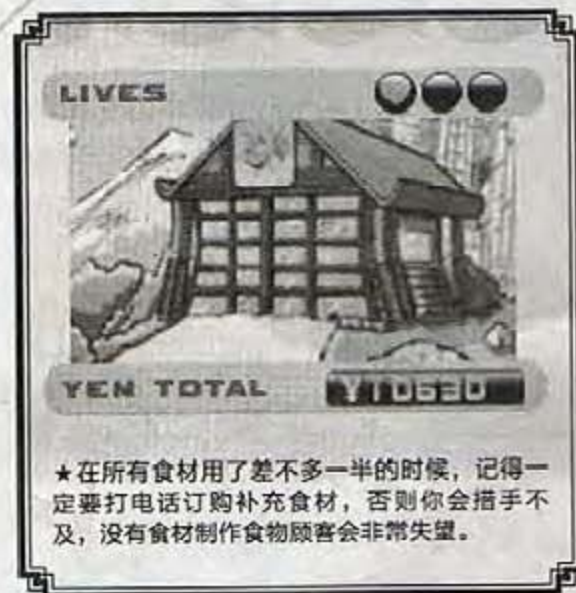 LIVES
YEN TOTAL
★在所有食材用了差不多一半的时候，记得一
定要打电话订购补充食材，否则你会措手不
及，没有食材制作食物顾客会非常失望。